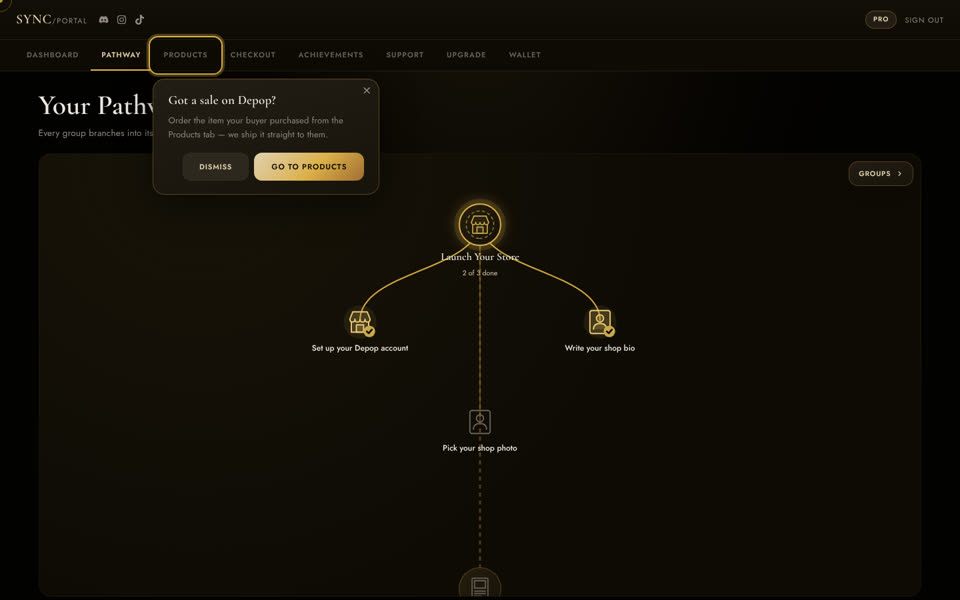 SYNC/PORTAL
PRO
SIGN OUT
DASHBOARD
PATHWAY
PRODUCTS
CHECKOUT
ACHIEVEMENTS
SUPPORT
UPGRADE
WALLET
Got a sale on Depop?
Order the item your buyer purchased from the
Products tab — we ship it straight to them.
DISMISS
GO TO PRODUCTS
Your
Every group branches into its
GROUPS
Launch Your Store
2 of 3 done
Set up your Depop account
Write your shop bio
Pick your shop photo